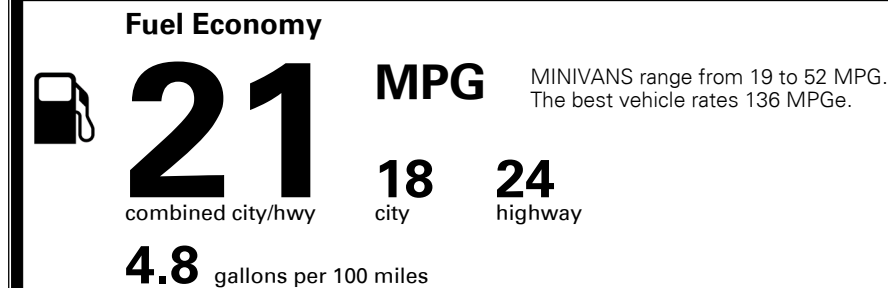 Fuel Economy
21 MPG
MINIVANS range from 19 to 52 MPG.
The best vehicle rates 136 MPGe.
combined city/hwy
18
city
24
highway
4.8 gallons per 100 miles